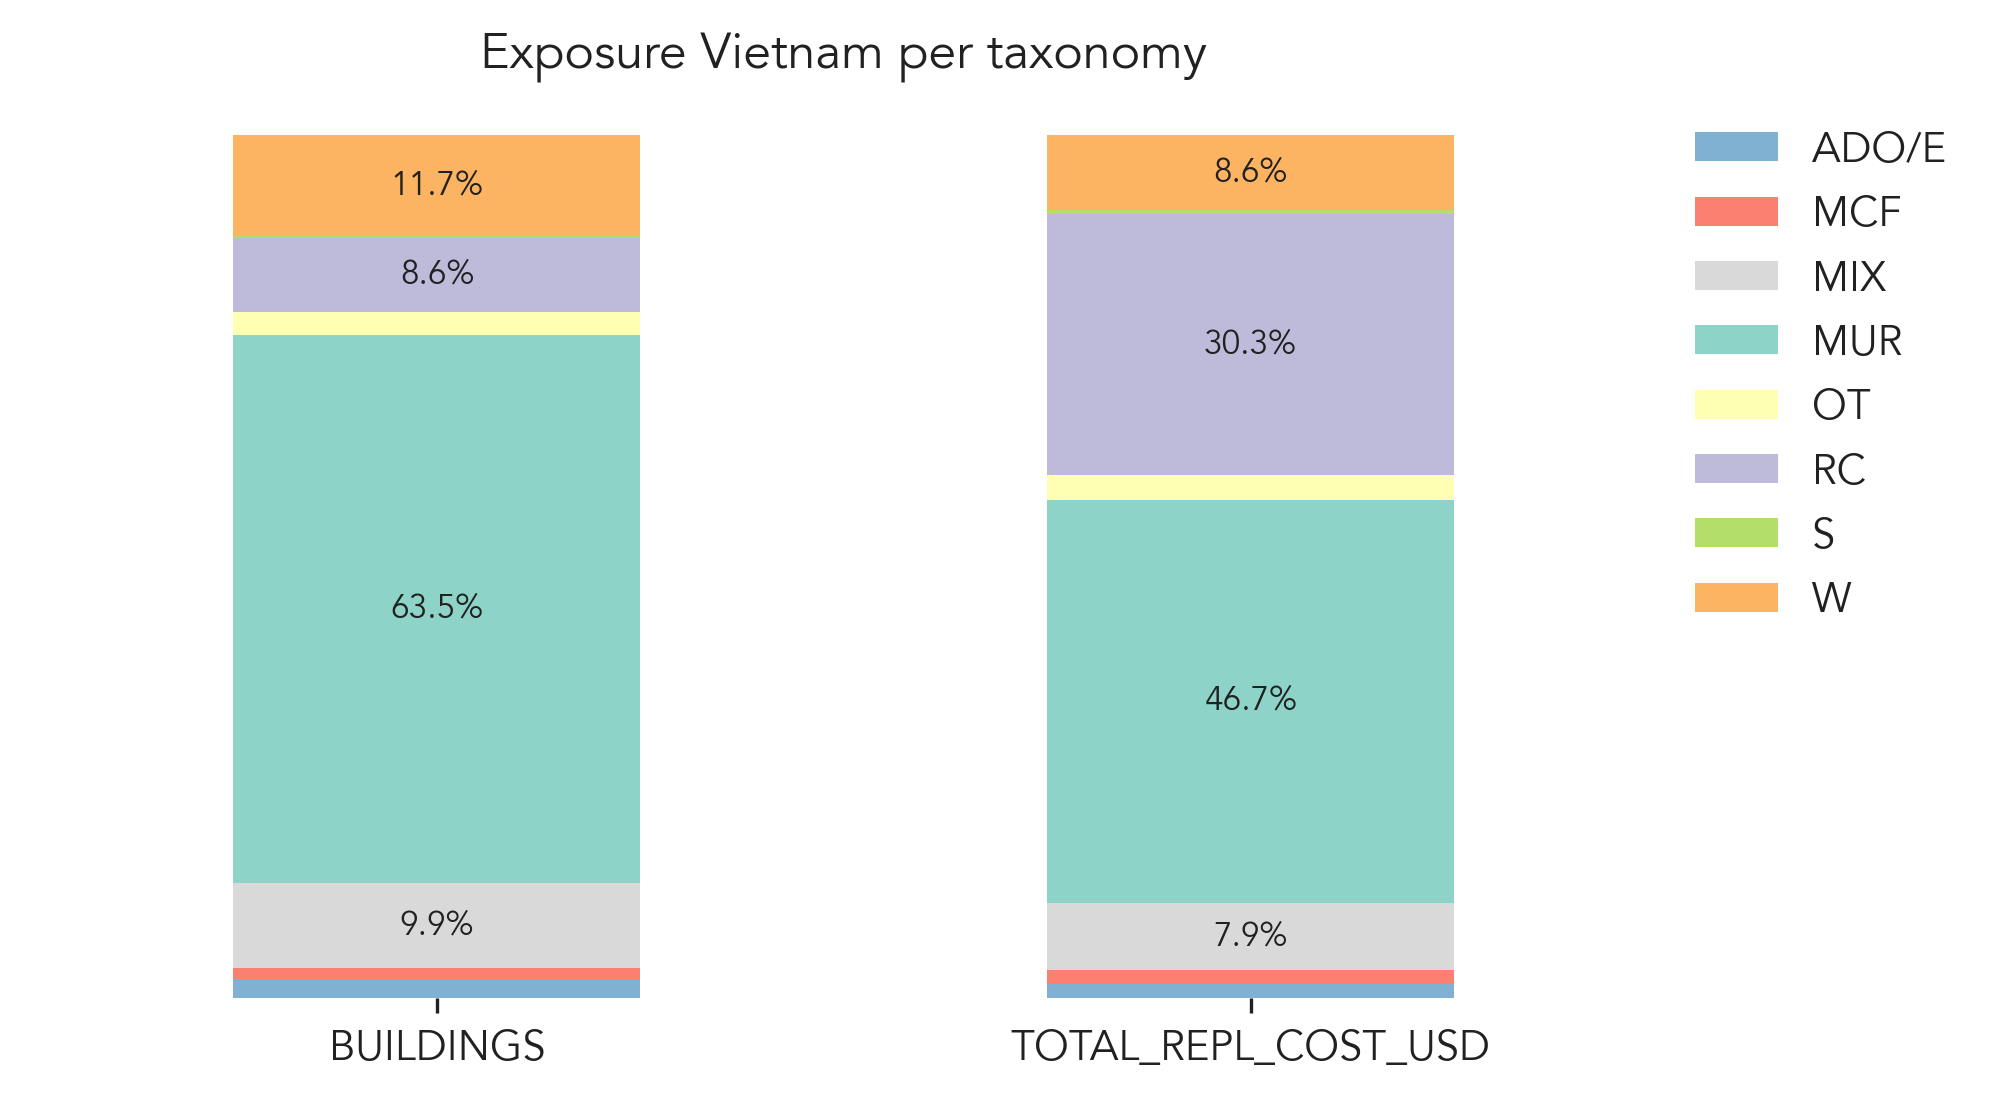 Exposure Vietnam per taxonomy
11.7%
8.6%
63.5%
9.9%
BUILDINGS
8.6%
30.3%
46.7%
7.9%
TOTAL_REPL_COST_USD
ADO/E
MCF
MIX
MUR
OT
RC
S
W